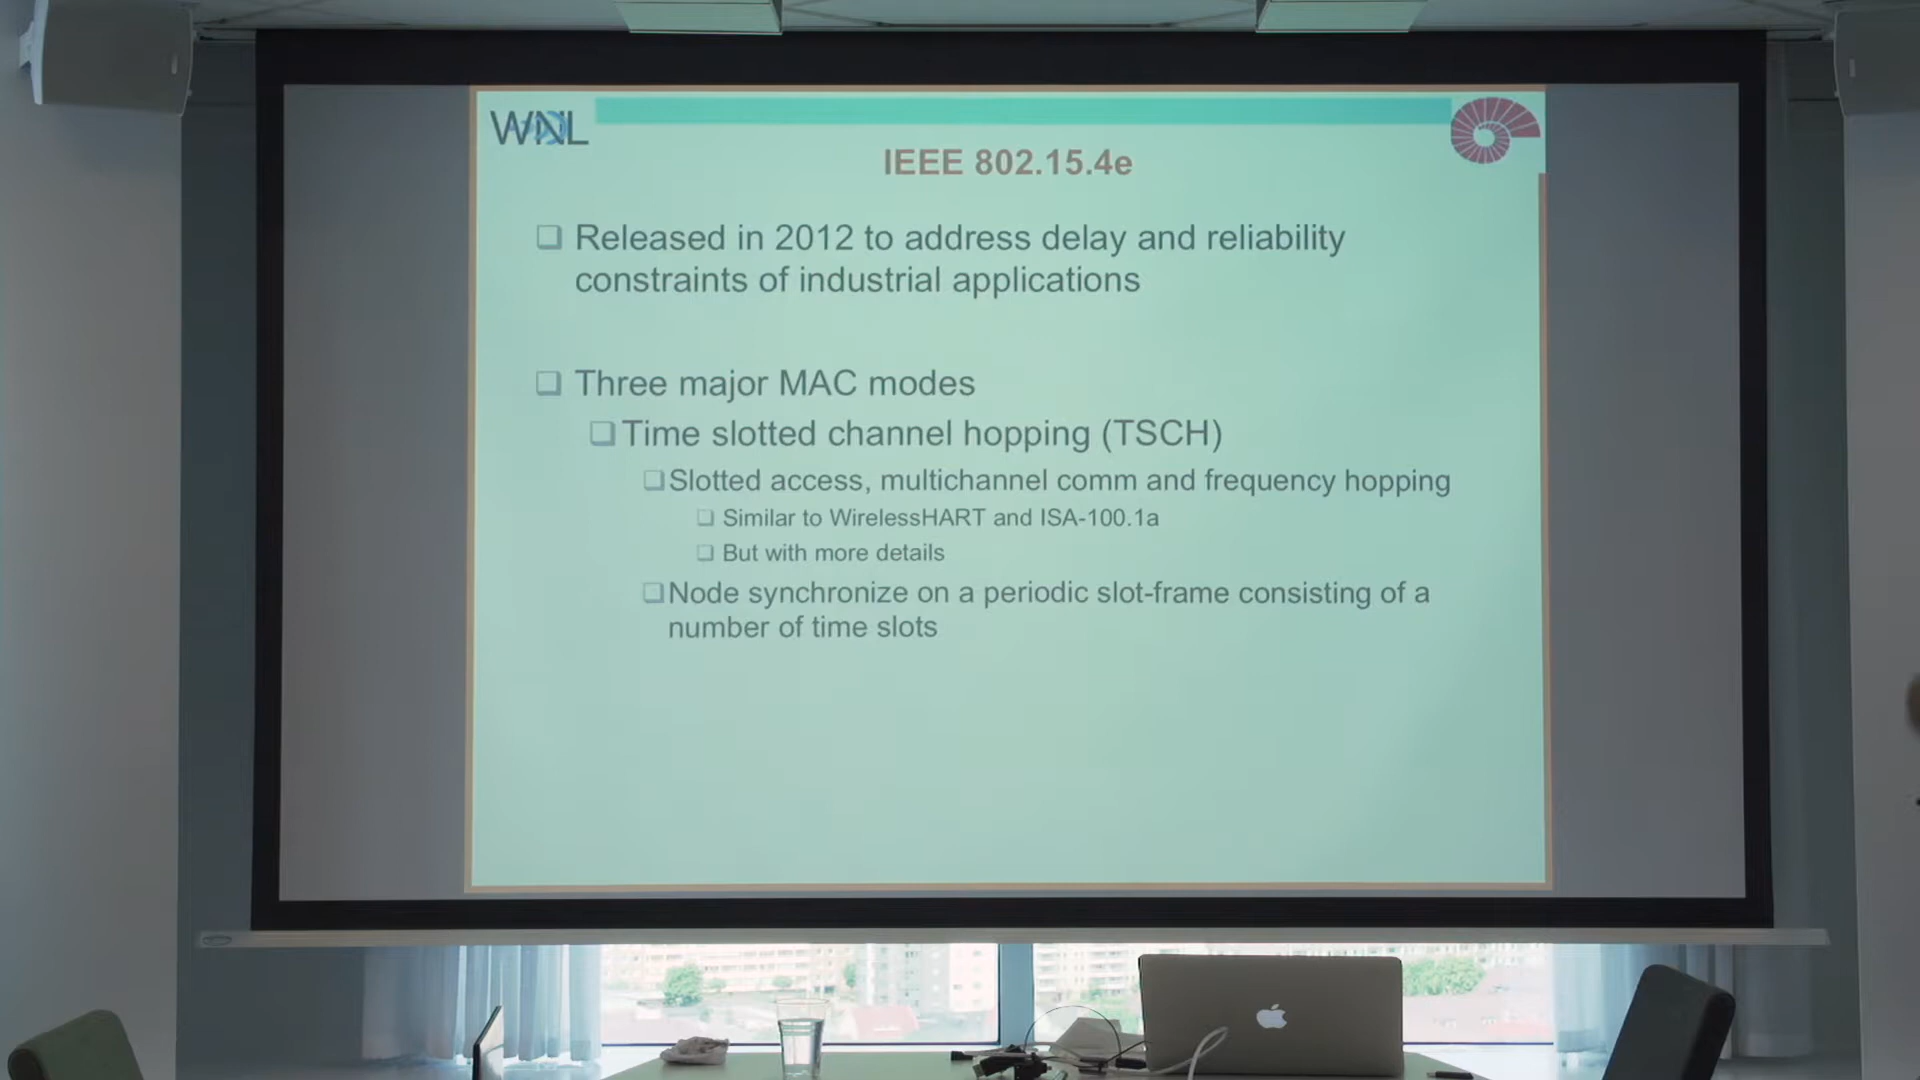 WNL
IEEE 802.15.4e
Released in 2012 to address delay and reliability
constraints of industrial applications
Three major MAC modes
Time slotted channel hopping (TSCH)
Slotted access, multichannel comm and frequency hopping
Similar to WirelessHART and ISA-100.1a
But with more details
Node synchronize on a periodic slot-frame consisting of a
number of time slots